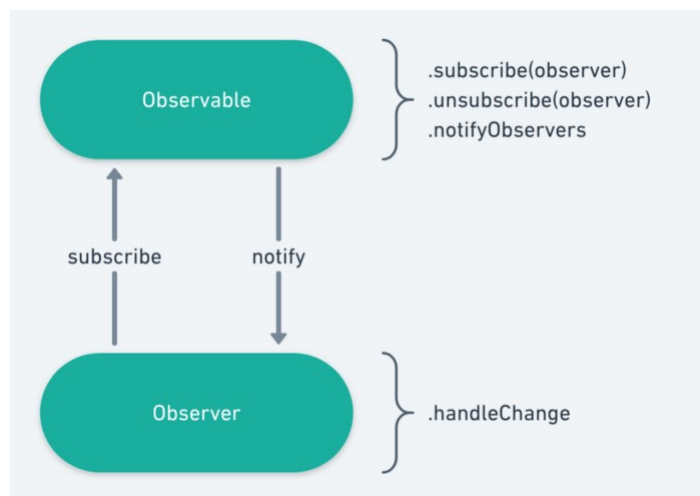 Observable
.subscribe(observer)
.unsubscribe(observer)
.notifyObservers
subscribe
notify
Observer
.handleChange